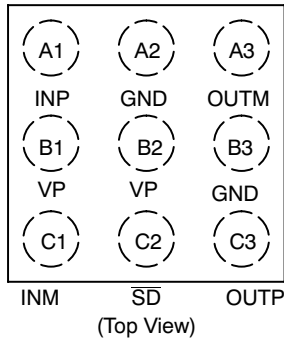 A1 A2 A3
INP GND OUTM
B1 B2 B3
VP VP GND
C1 C2 C3
INM S̅D̅ OUTP
(Top View)